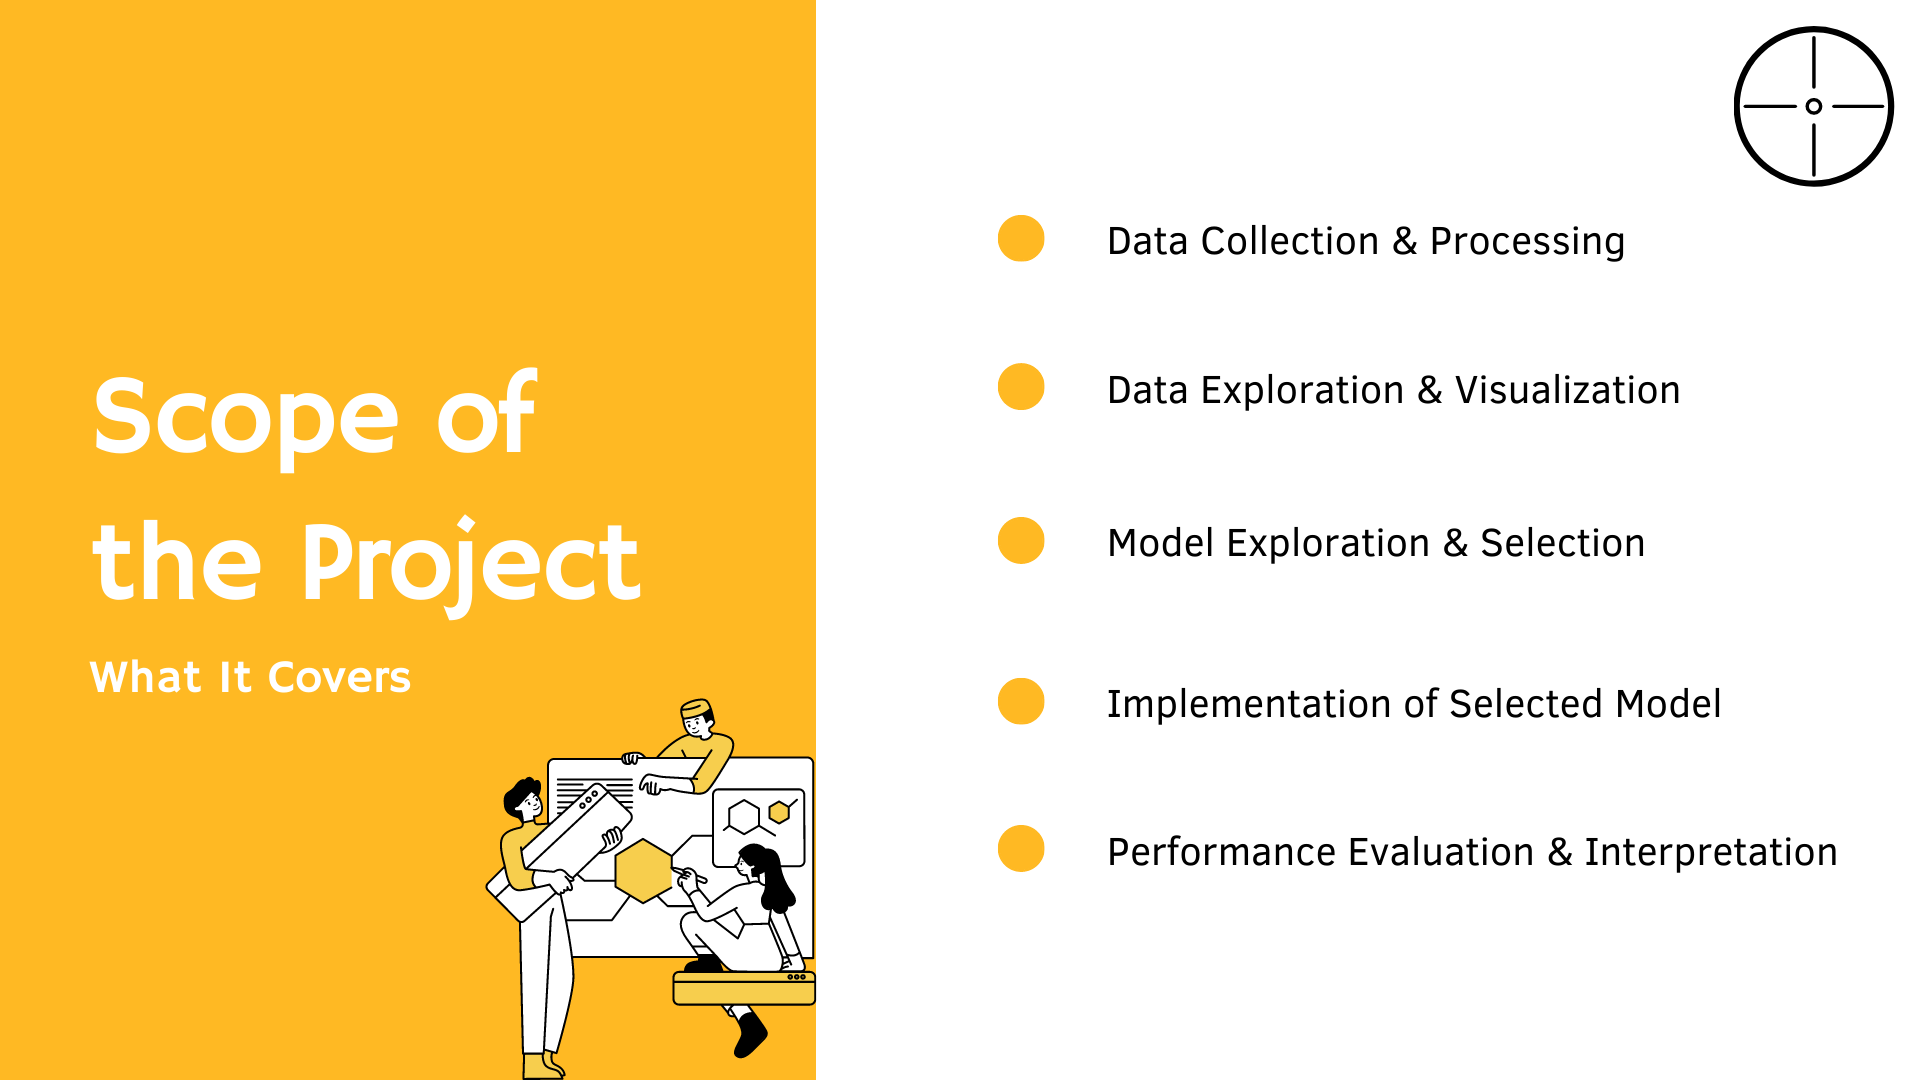 Scope of
the Project
What It Covers
Data Collection & Processing
Data Exploration & Visualization
Model Exploration & Selection
Implementation of Selected Model
Performance Evaluation & Interpretation